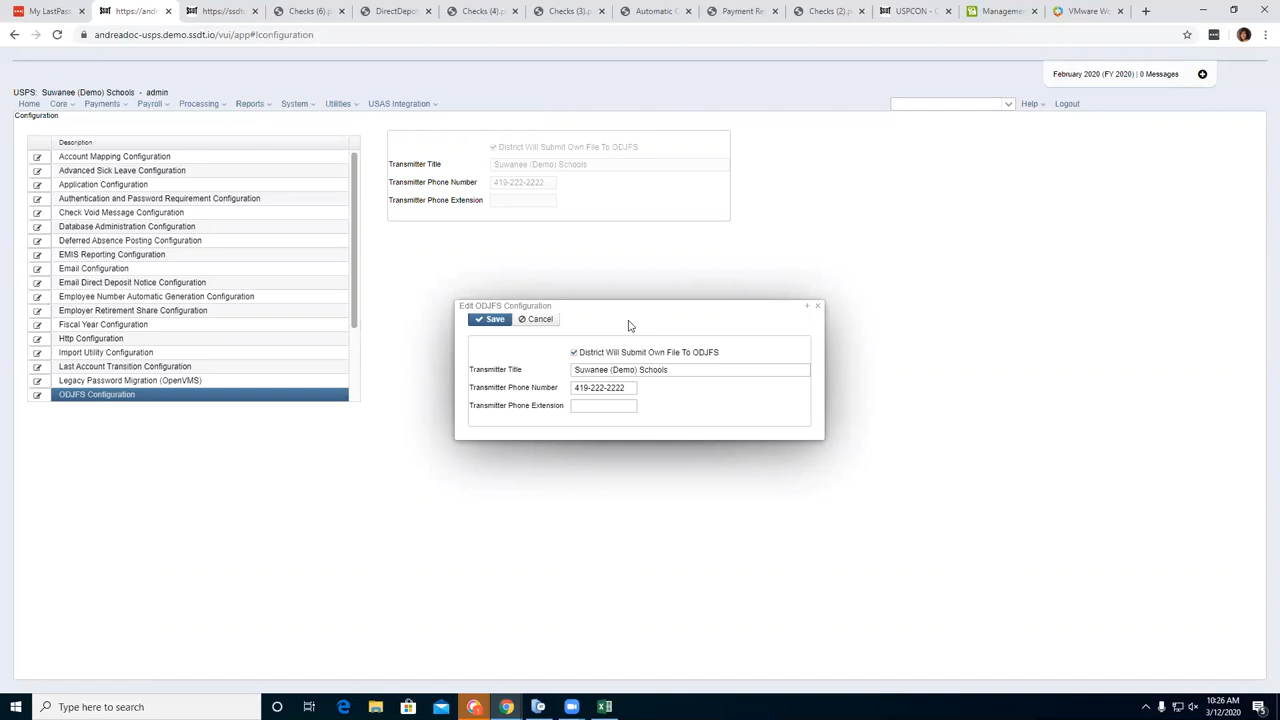 My LastPass
https://andre
https://ssdt
Checks (6).p
DirectDepo
Checks (4).p
Checks (3).p
Automatic C
Payment Re
Checks (2).p
USPCON - C
Management
VMware Wo
andreadoc-usps.demo.ssdt.io/vui/app#!configuration
February 2020 (FY 2020) | 0 Messages
USPS: Suwanee (Demo) Schools - admin
Home Core Payments Payroll Processing Reports System Utilities USAS Integration Help Logout
Configuration
Description
Account Mapping Configuration
Advanced Sick Leave Configuration
Application Configuration
Authentication and Password Requirement Configuration
Check Void Message Configuration
Database Administration Configuration
Deferred Absence Posting Configuration
EMIS Reporting Configuration
Email Configuration
Email Direct Deposit Notice Configuration
Employee Number Automatic Generation Configuration
Employer Retirement Share Configuration
Fiscal Year Configuration
Http Configuration
Import Utility Configuration
Last Account Transition Configuration
Legacy Password Migration (OpenVMS)
ODJFS Configuration
District Will Submit Own File To ODJFS
Transmitter Title Suwanee (Demo) Schools
Transmitter Phone Number 419-222-2222
Transmitter Phone Extension
Edit ODJFS Configuration
Save Cancel
District Will Submit Own File To ODJFS
Transmitter Title Suwanee (Demo) Schools
Transmitter Phone Number 419-222-2222
Transmitter Phone Extension
Type here to search
10:26 AM
3/12/2020